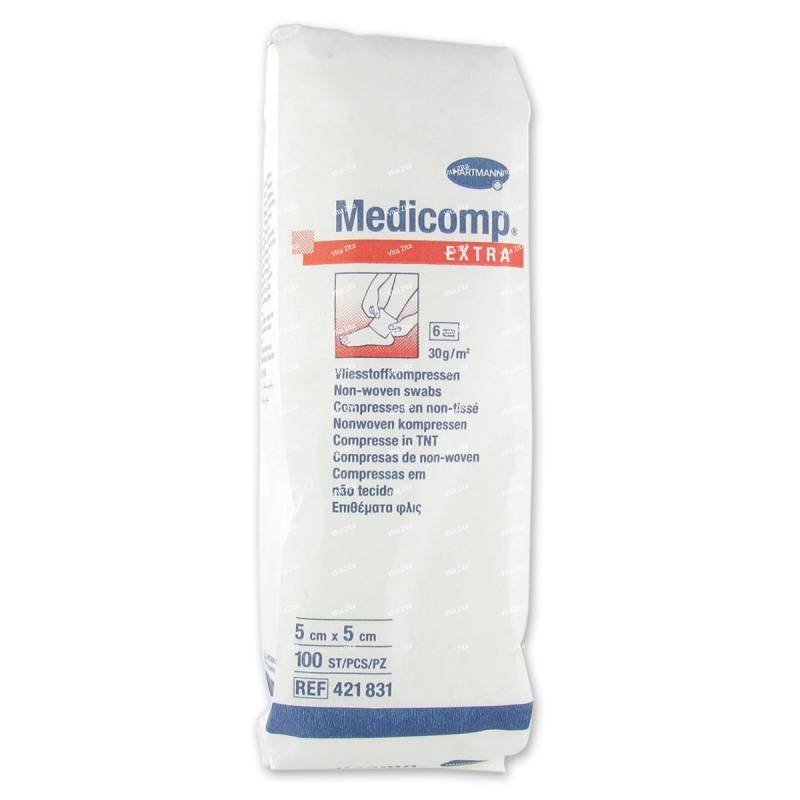 HARTMANN
Medicomp®
EXTRA
6
30g/m²
Vliesstoffkompressen
Non-woven swabs
Compresses en non-tissé
Nonwoven kompressen
Compresse in TNT
Compresas de non-woven
Compressas em
não tecido
Επιθέματα φλις
5 cm x 5 cm
100 ST/PCS/PZ
REF 421 831
Vita Zita